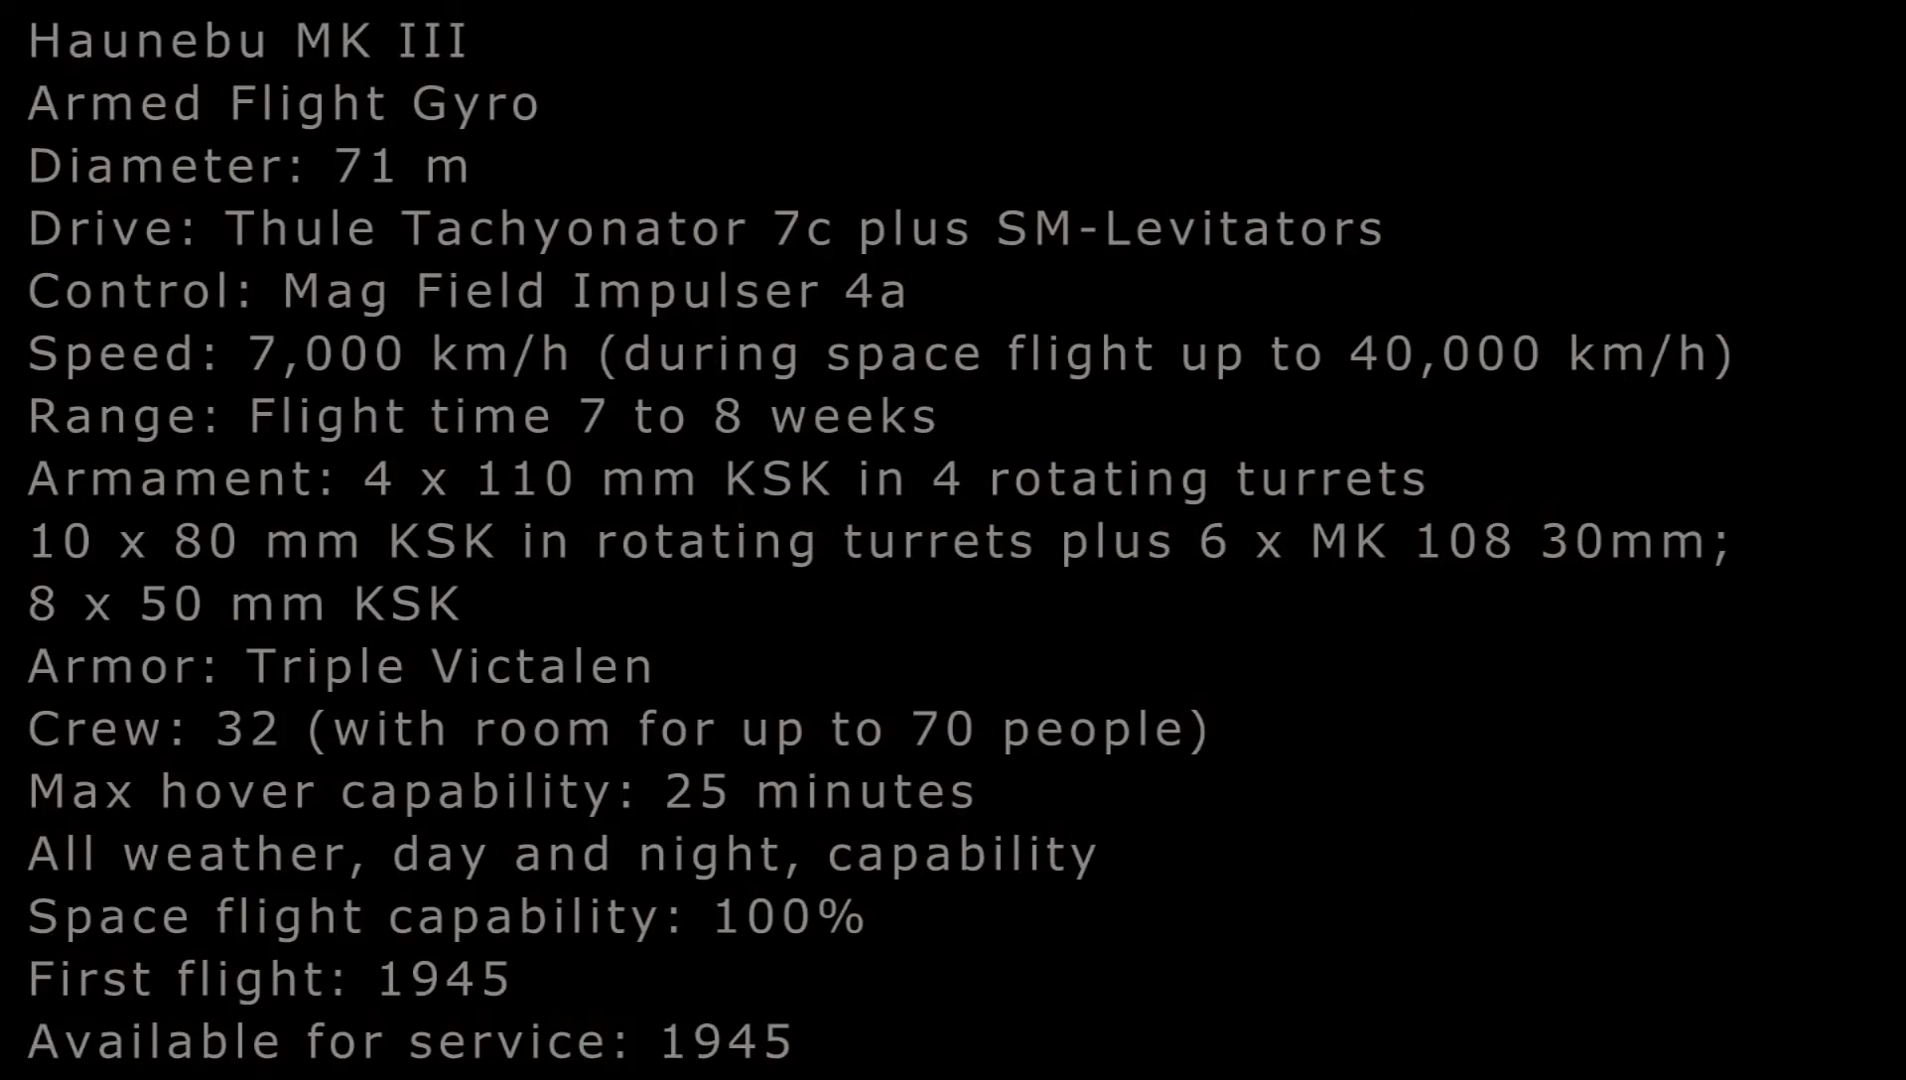 Haunebu MK III
Armed Flight Gyro
Diameter: 71 m
Drive: Thule Tachyonator 7c plus SM-Levitators
Control: Mag Field Impulser 4a
Speed: 7,000 km/h (during space flight up to 40,000 km/h)
Range: Flight time 7 to 8 weeks
Armament: 4 x 110 mm KSK in 4 rotating turrets
10 x 80 mm KSK in rotating turrets plus 6 x MK 108 30mm;
8 x 50 mm KSK
Armor: Triple Victalen
Crew: 32 (with room for up to 70 people)
Max hover capability: 25 minutes
All weather, day and night, capability
Space flight capability: 100%
First flight: 1945
Available for service: 1945